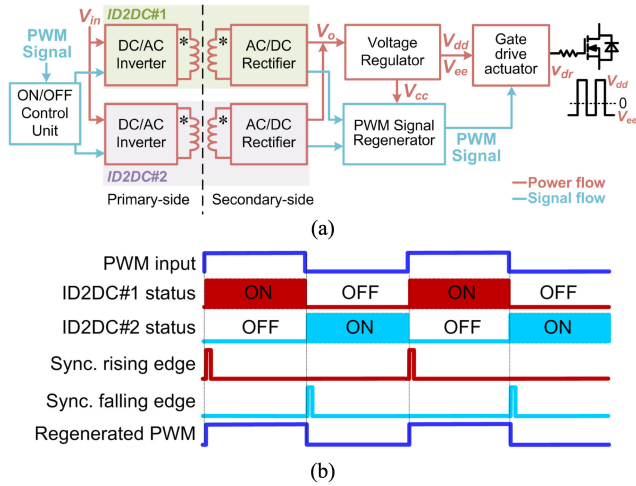 ID2DC#1
V_in
V_o
PWM
Signal
DC/AC
Inverter
*
*
AC/DC
Rectifier
Voltage
Regulator
V_dd
V_ee
Gate
drive
actuator
V_dr
V_dd
0
V_ee
ON/OFF
Control
Unit
V_cc
DC/AC
Inverter
*
*
AC/DC
Rectifier
PWM Signal
Regenerator
PWM
Signal
ID2DC#2
Primary-side
Secondary-side
Power flow
Signal flow
(a)
PWM input
ID2DC#1 status ON OFF ON OFF
ID2DC#2 status OFF ON OFF ON
Sync. rising edge
Sync. falling edge
Regenerated PWM
(b)